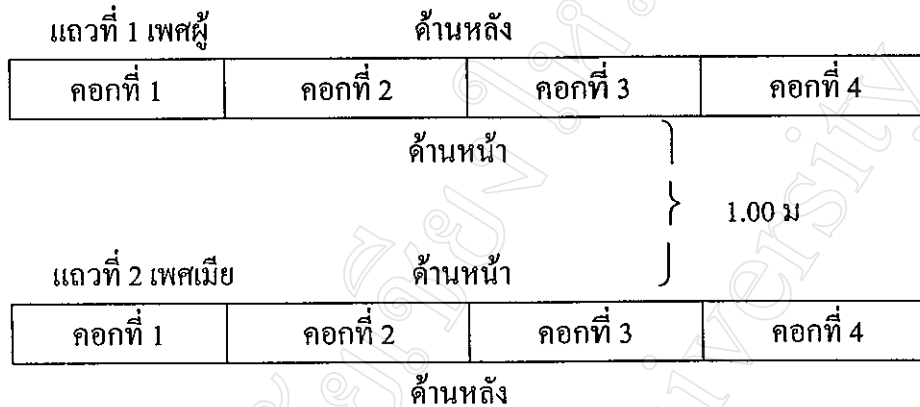 แถวที่ 1 เพศผู้ ด้านหลัง
คอกที่ 1 คอกที่ 2 คอกที่ 3 คอกที่ 4
ด้านหน้า
1.00 ม
แถวที่ 2 เพศเมีย ด้านหน้า
คอกที่ 1 คอกที่ 2 คอกที่ 3 คอกที่ 4
ด้านหลัง